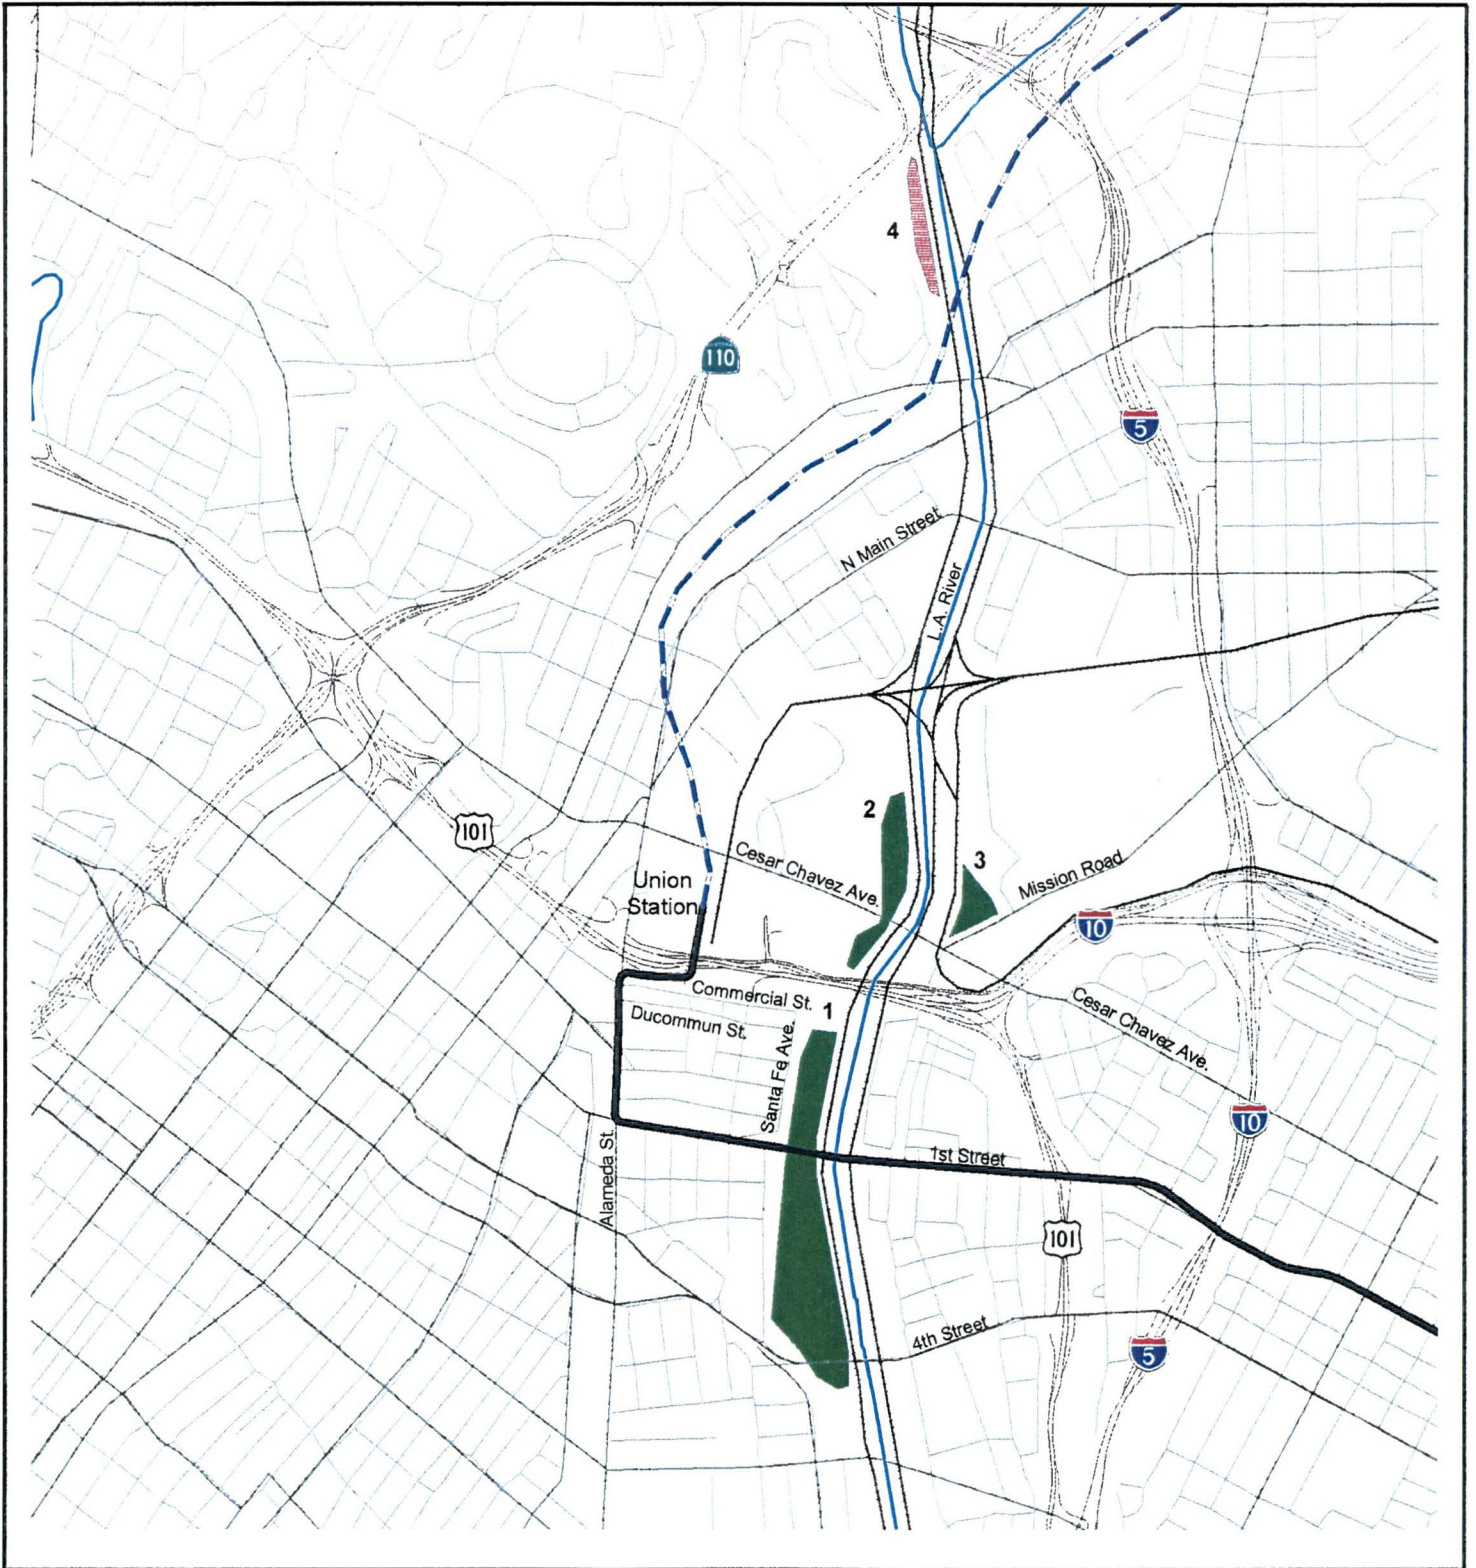 4
110
5
N Main Street
L.A. River
2
101
Cesar Chavez Ave.
3
Mission Road
Union
Station
10
Commercial St.
1
Ducommun St.
Santa Fe Ave.
Cesar Chavez Ave.
10
1st Street
Alameda St.
101
4th Street
5